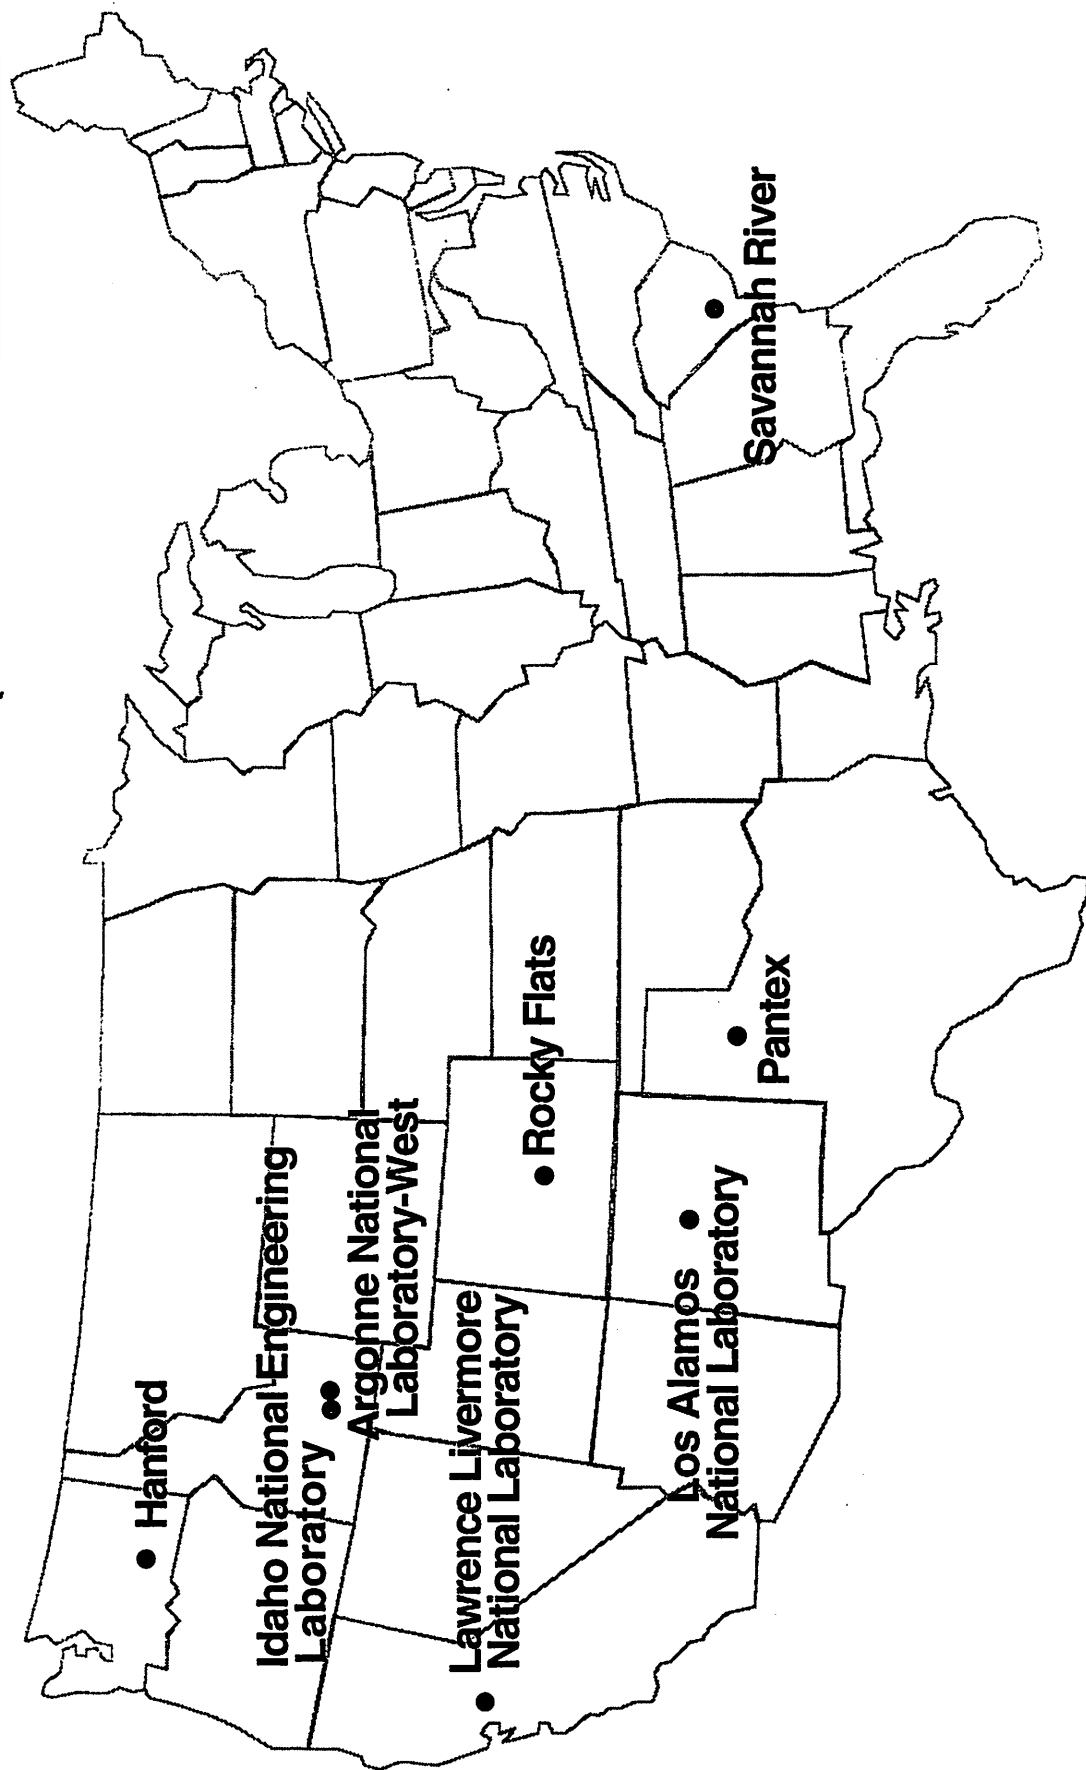 Hanford
Idaho National Engineering
Laboratory
Argonne National
Laboratory-West
Lawrence Livermore
National Laboratory
Rocky Flats
Los Alamos
National Laboratory
Pantex
Savannah River